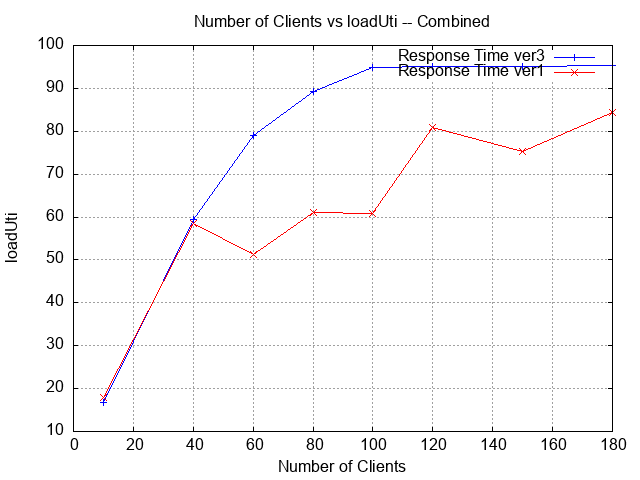 Number of Clients vs loadUti -- Combined
100
90
80
70
60
50
40
30
20
10
loadUti
Response Time ver3
Response Time ver1
0 20 40 60 80 100 120 140 160 180
Number of Clients